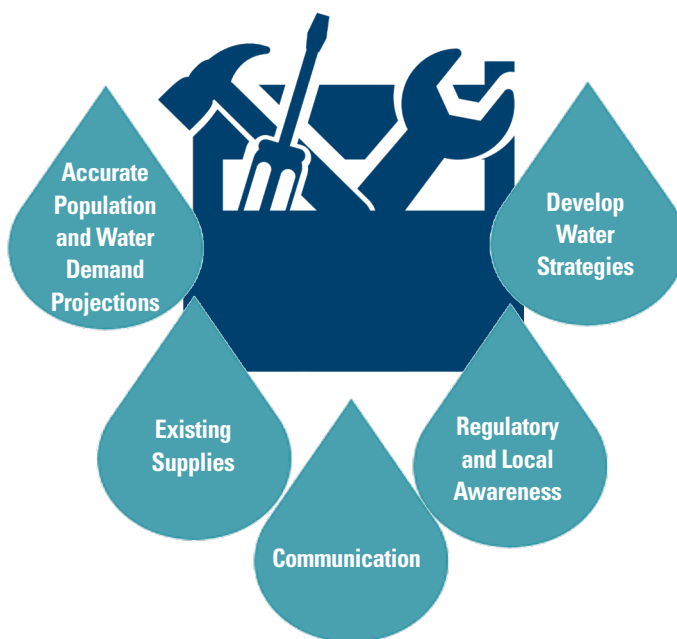 Accurate
Population
and Water
Demand
Projections
Existing
Supplies
Communication
Regulatory
and Local
Awareness
Develop
Water
Strategies